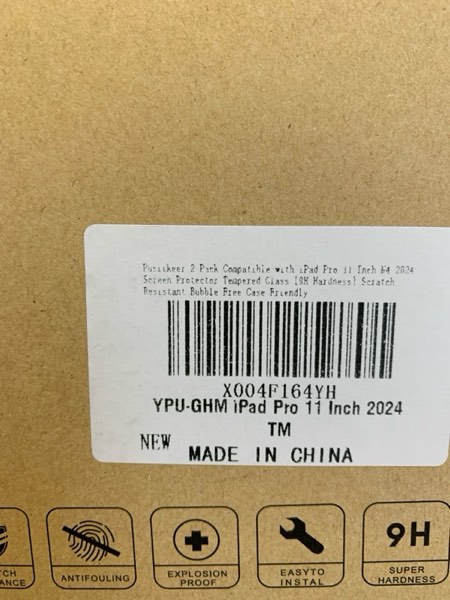 2 Pack Compatible with iPad Pro 11 Inch M4 2024
Screen Protector Tempered Glass [9H Hardness] Scratch
Resistant Bubble Free Case Friendly
X004F164YH
YPU-GHM iPad Pro 11 Inch 2024
TM
NEW
MADE IN CHINA
TCH
ANCE
ANTIFOULING
EXPLOSION
PROOF
EASYTO
INSTAL
9H
SUPER
HARDNESS